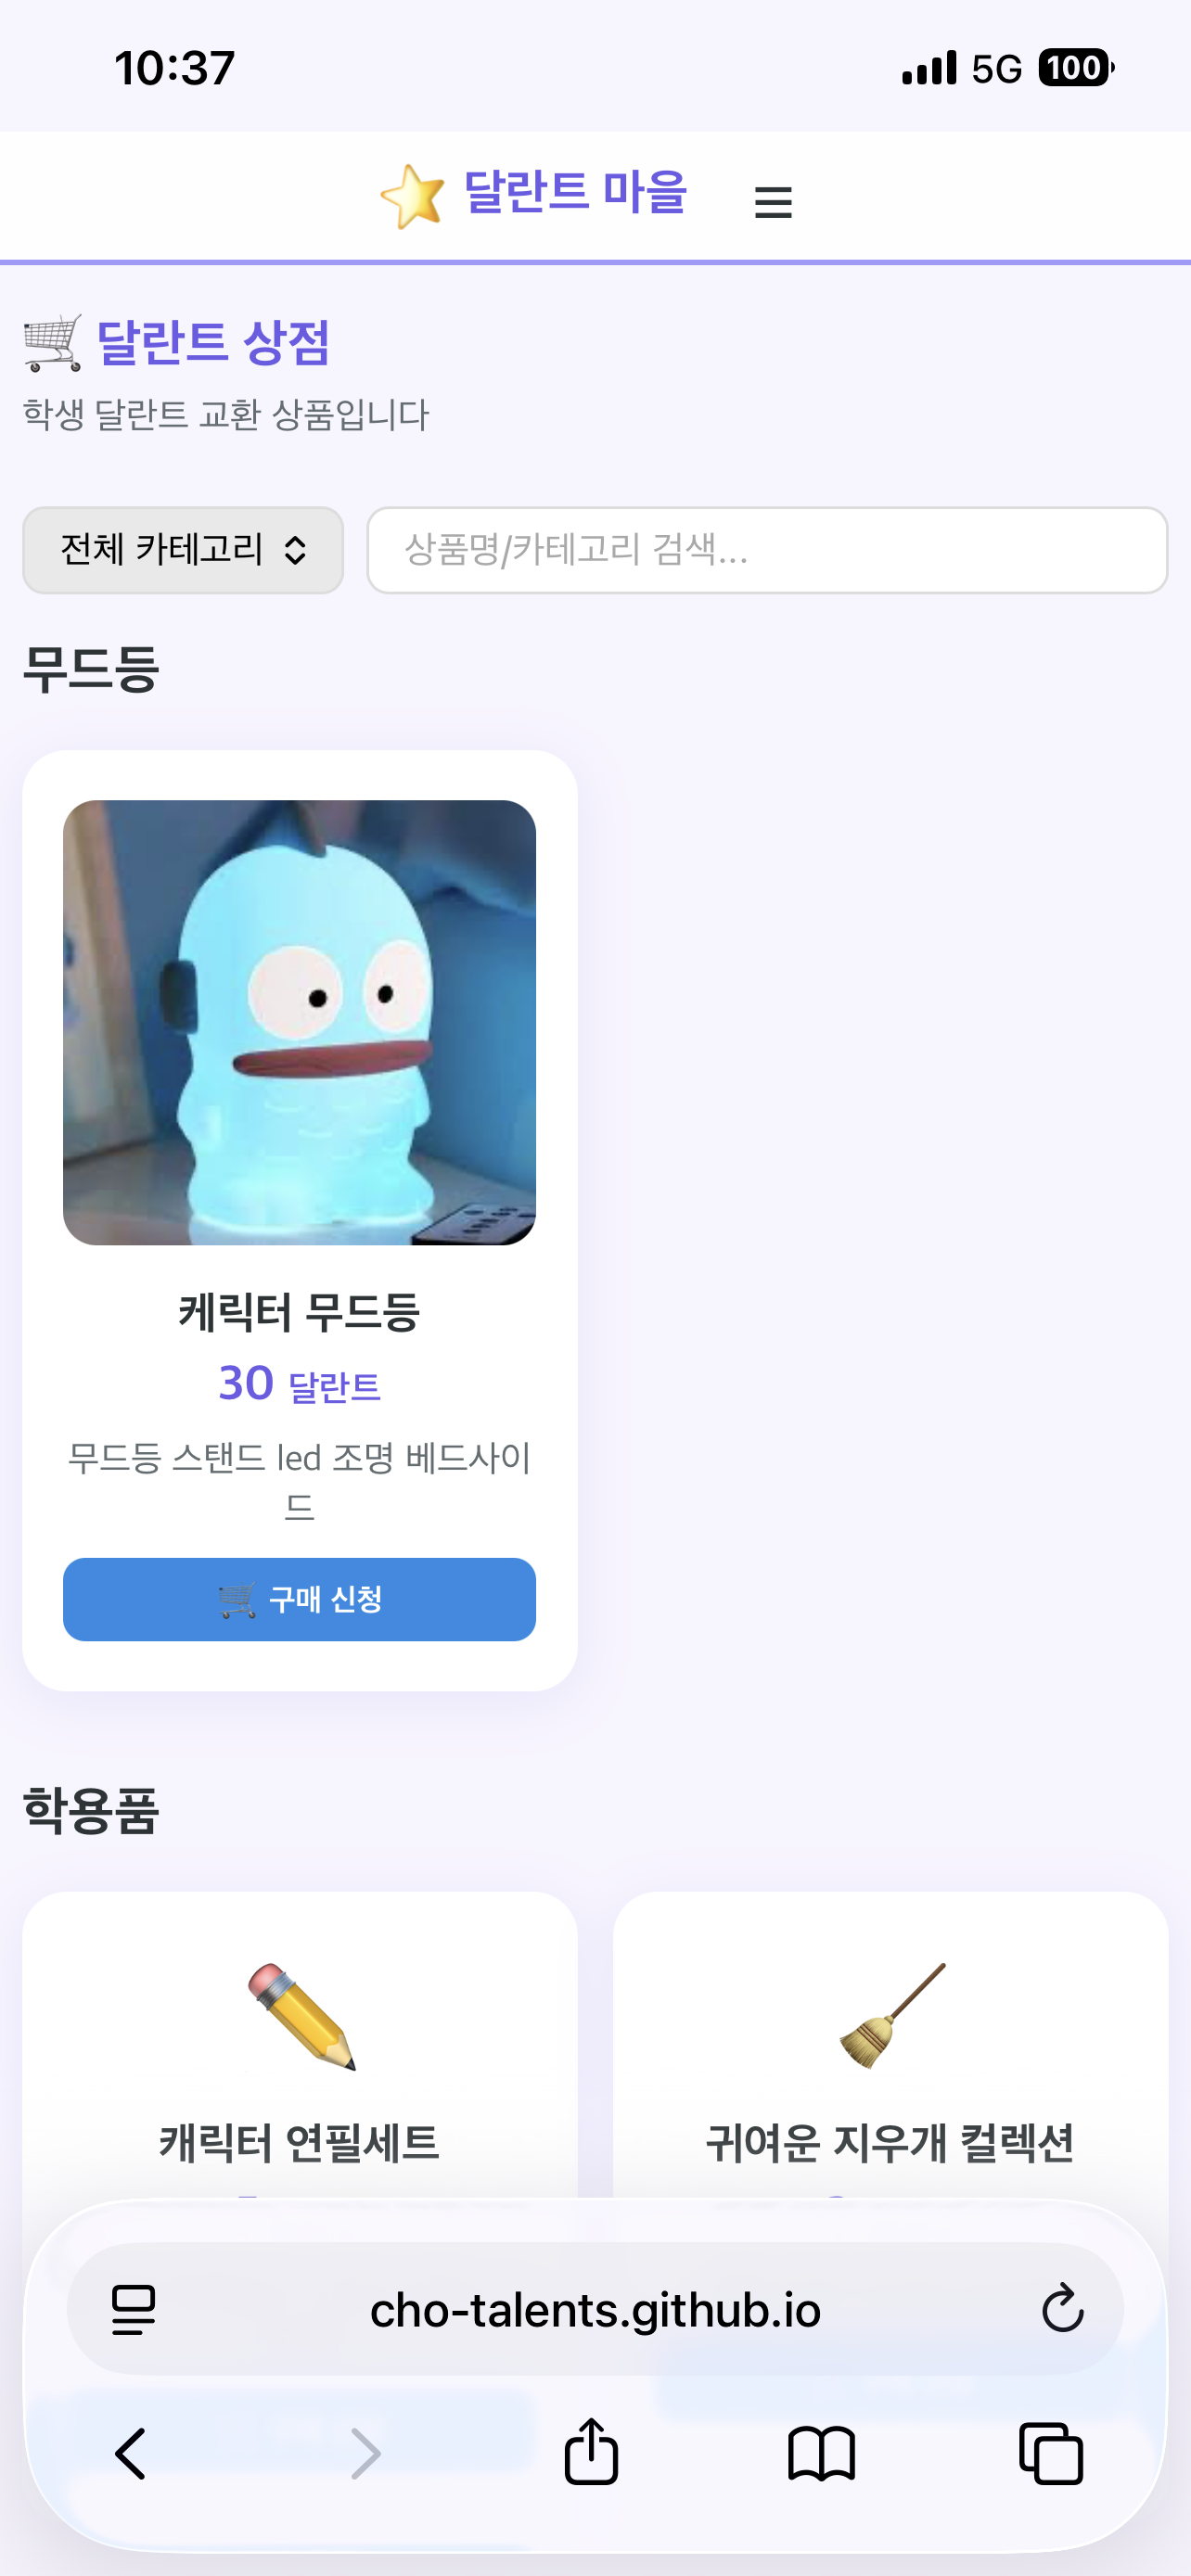 10:37
5G 100
달란트 마을
달란트 상점
학생 달란트 교환 상품입니다
전체 카테고리
상품명/카테고리 검색...
무드등
케릭터 무드등
30 달란트
무드등 스탠드 led 조명 베드사이
드
구매 신청
학용품
캐릭터 연필세트
귀여운 지우개 컬렉션
cho-talents.github.io